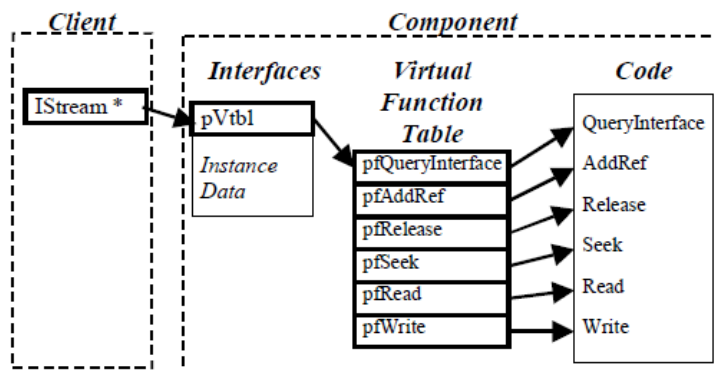 Client
Component
Interfaces
Virtual
Function
Table
Code
IStream *
pVtbl
Instance
Data
pfQueryInterface
pfAddRef
pfRelease
pfSeek
pfRead
pfWrite
QueryInterface
AddRef
Release
Seek
Read
Write